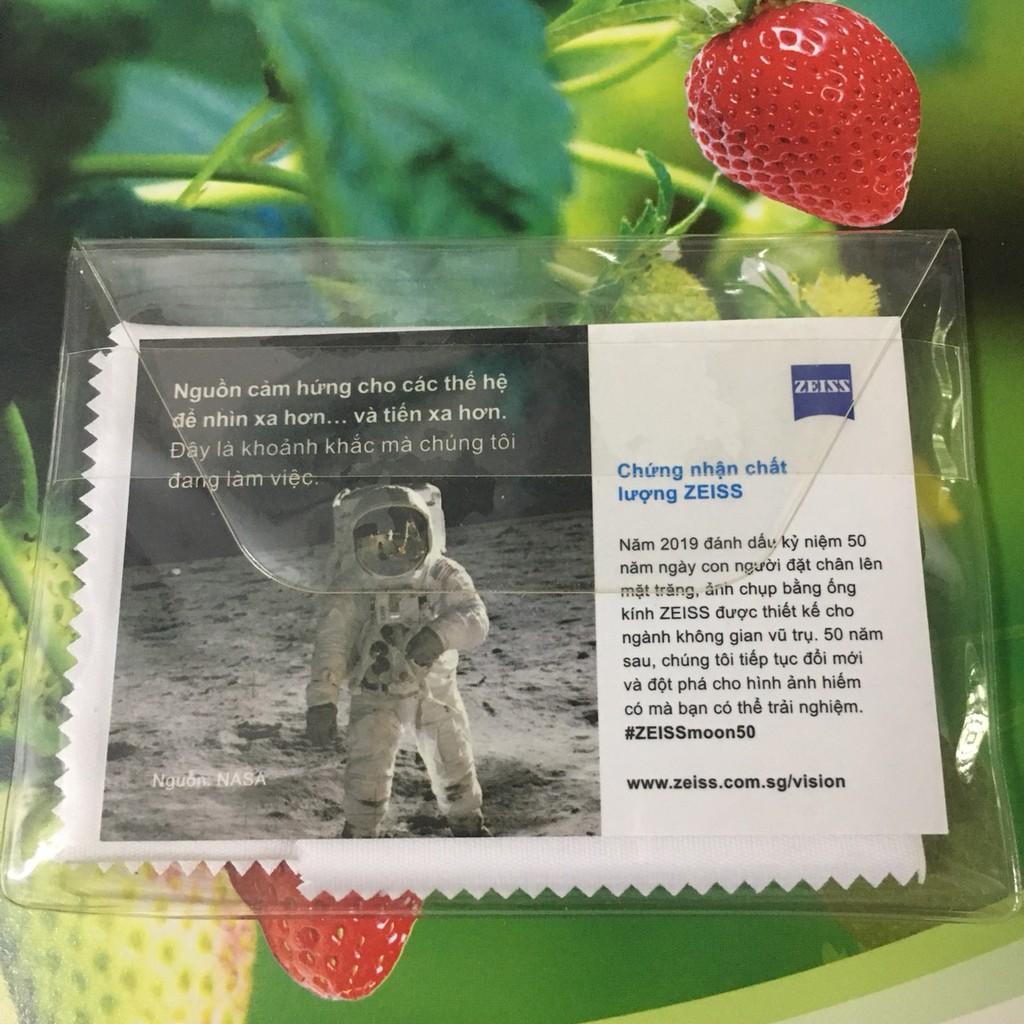 Nguồn cảm hứng cho các thế hệ
để nhìn xa hơn... và tiến xa hơn.
Đây là khoảnh khắc mà chúng tôi
đang làm việc.
Nguồn: NASA
ZEISS
Chứng nhận chất
lượng ZEISS
Năm 2019 đánh dấu kỷ niệm 50
năm ngày con người đặt chân lên
mặt trăng, ảnh chụp bằng ống
kính ZEISS được thiết kế cho
ngành không gian vũ trụ. 50 năm
sau, chúng tôi tiếp tục đổi mới
và đột phá cho hình ảnh hiếm
có mà bạn có thể trải nghiệm.
#ZEISSmoon50
www.zeiss.com.sg/vision